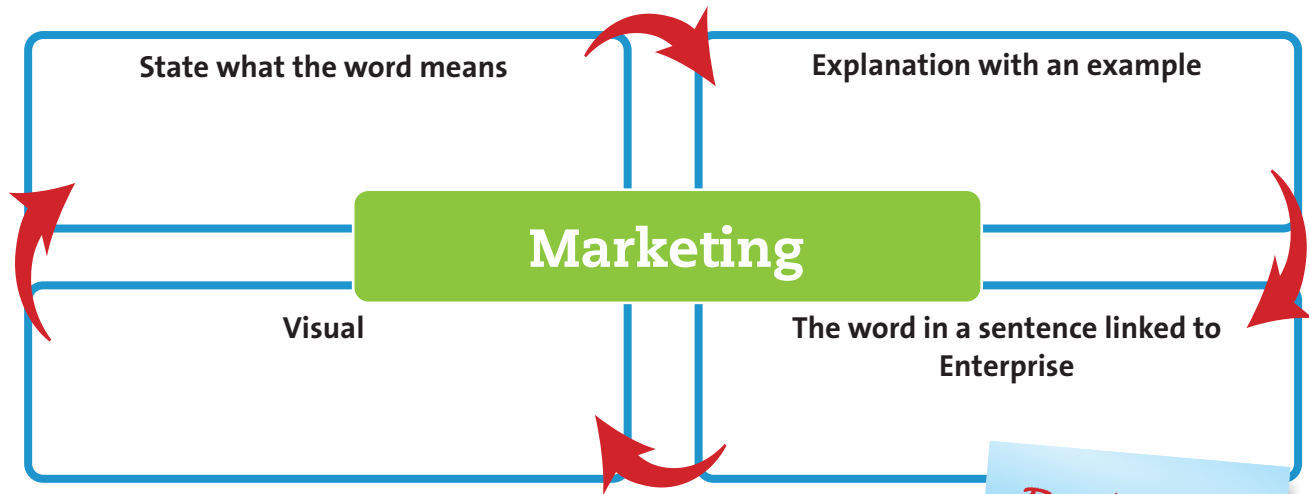 State what the word means
Explanation with an example
Marketing
Visual
The word in a sentence linked to
Enterprise